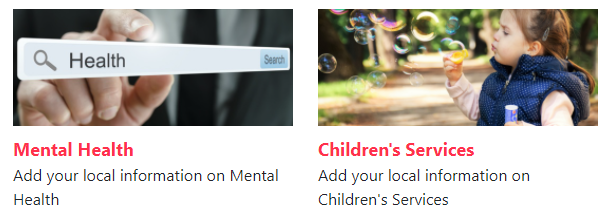 Health
Search
Mental Health
Add your local information on Mental
Health
Children's Services
Add your local information on
Children's Services